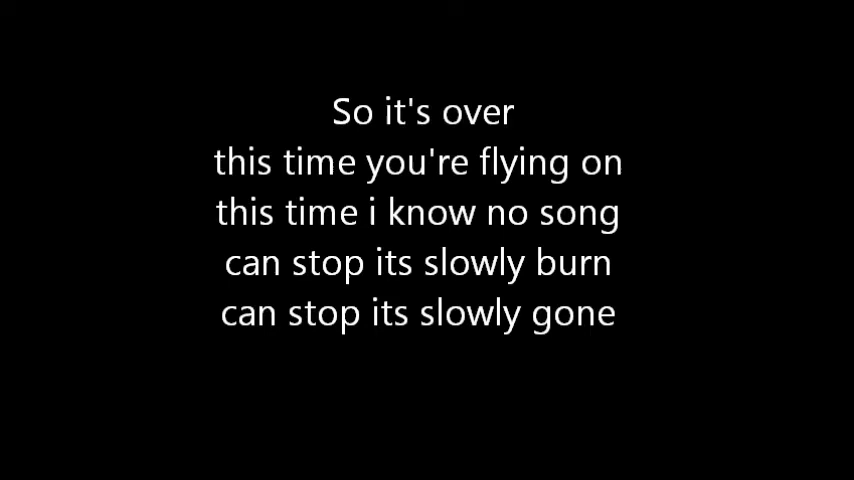 So it's over
this time you're flying on
this time i know no song
can stop its slowly burn
can stop its slowly gone